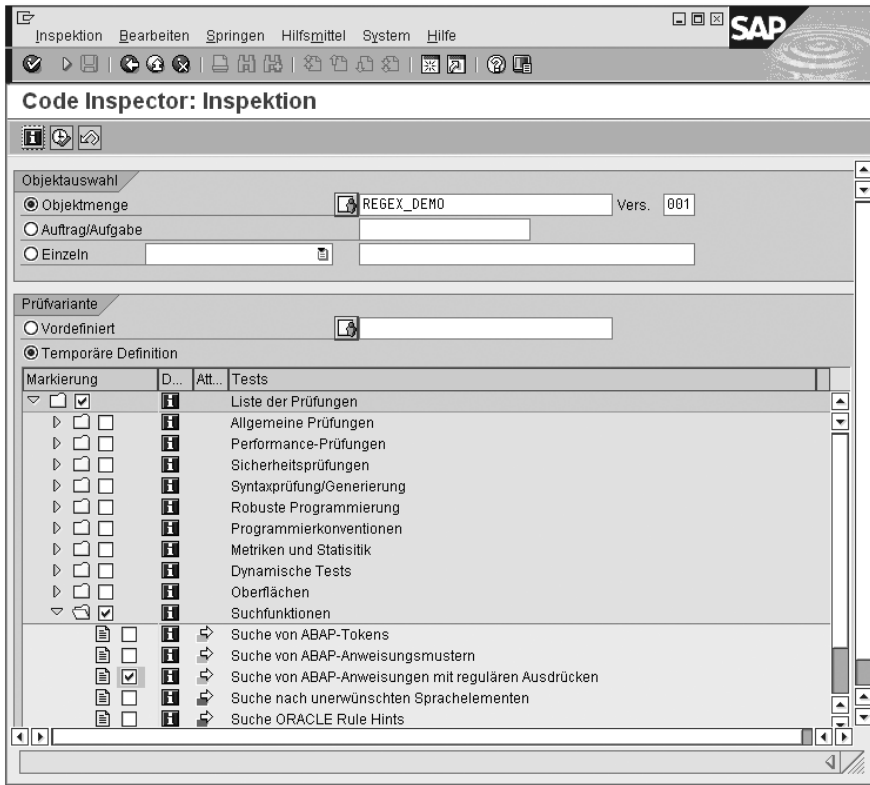 Inspektion Bearbeiten Springen Hilfsmittel System Hilfe
SAP
Code Inspector: Inspektion
Objektauswahl
Objektmenge REGEX_DEMO Vers. 001
Auftrag/Aufgabe
Einzeln
Prüfvariante
Vordefiniert
Temporäre Definition
Markierung D... Att... Tests
Liste der Prüfungen
Allgemeine Prüfungen
Performance-Prüfungen
Sicherheitsprüfungen
Syntaxprüfung/Generierung
Robuste Programmierung
Programmierkonventionen
Metriken und Statisitik
Dynamische Tests
Oberflächen
Suchfunktionen
Suche von ABAP-Tokens
Suche von ABAP-Anweisungsmustern
Suche von ABAP-Anweisungen mit regulären Ausdrücken
Suche nach unerwünschten Sprachelementen
Suche ORACLE Rule Hints